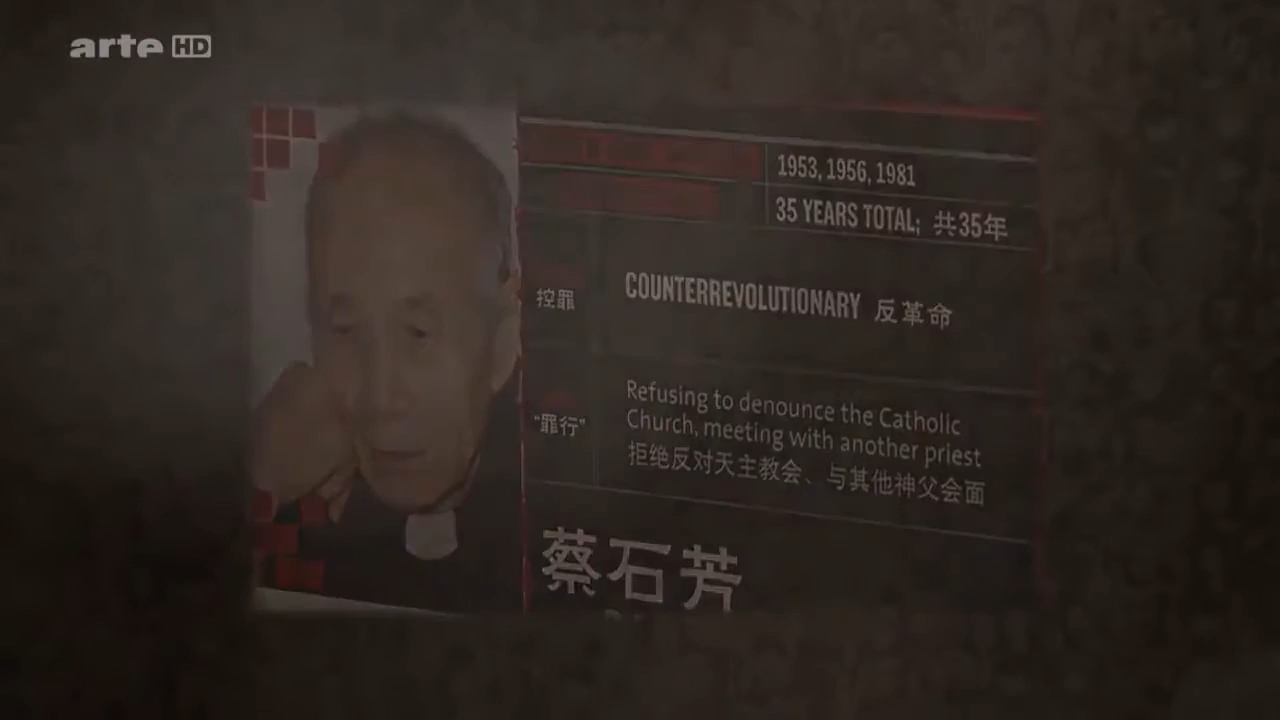 arte HD
1953, 1956, 1981
35 YEARS TOTAL; 共35年
控罪
COUNTERREVOLUTIONARY 反革命
"罪行"
Refusing to denounce the Catholic
Church, meeting with another priest
拒绝反对天主教会、与其他神父会面
蔡石芳